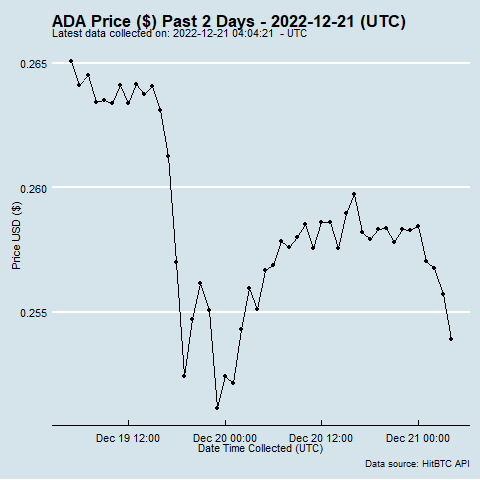 ADA Price ($) Past 2 Days - 2022-12-21 (UTC)
Latest data collected on: 2022-12-21 04:04:21 - UTC
0.265
0.260
0.255
Price USD ($)
Dec 19 12:00 Dec 20 00:00 Dec 20 12:00 Dec 21 00:00
Date Time Collected (UTC)
Data source: HitBTC API